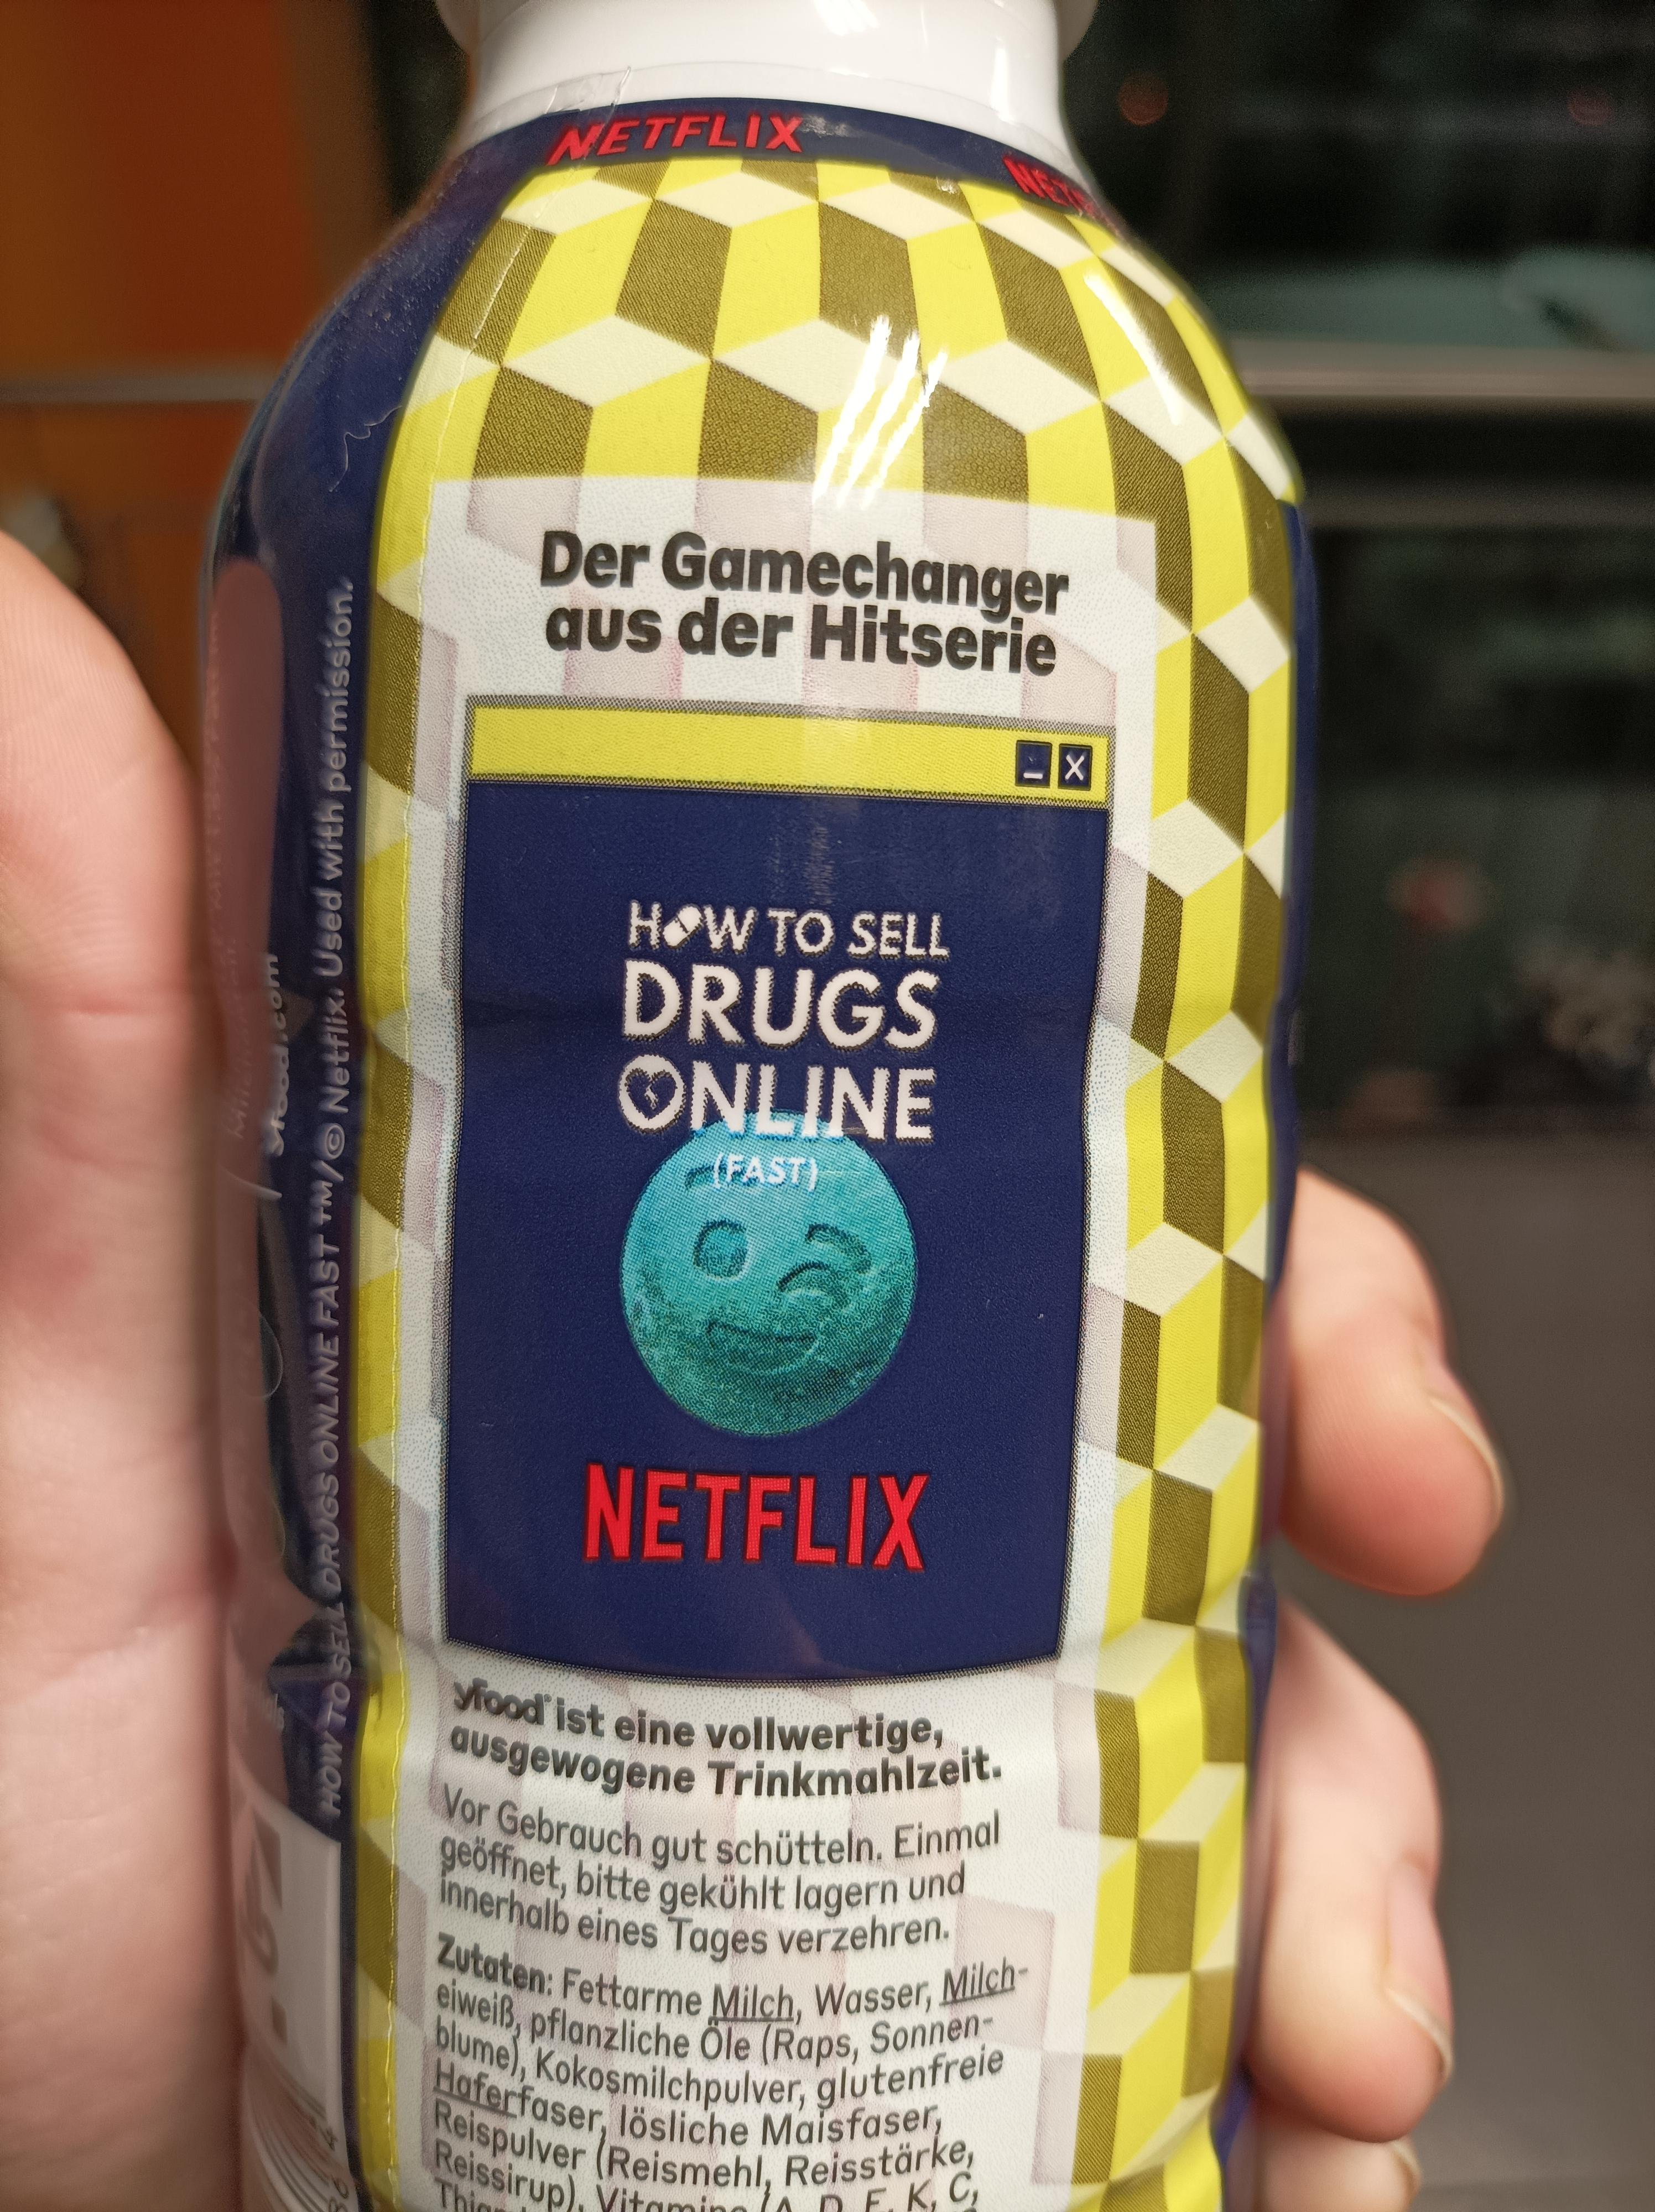 NETFLIX
Der Gamechanger
aus der Hitserie
HOW TO SELL
DRUGS
ONLINE
(FAST)
NETFLIX
yfood® ist eine vollwertige,
ausgewogene Trinkmahlzeit.
Vor Gebrauch gut schütteln. Einmal
geöffnet, bitte gekühlt lagern und
innerhalb eines Tages verzehren.
Zutaten: Fettarme Milch, Wasser, Milch-
eiweiß, pflanzliche Öle (Raps, Sonnen-
blume), Kokosmilchpulver, glutenfreie
Haferfaser, lösliche Maisfaser,
Reispulver (Reismehl, Reisstärke,
Reissirup), Vitamine (A, D, E, K, C,
HOW TO SELL DRUGS ONLINE FAST ™/© Netflix. Used with permission.